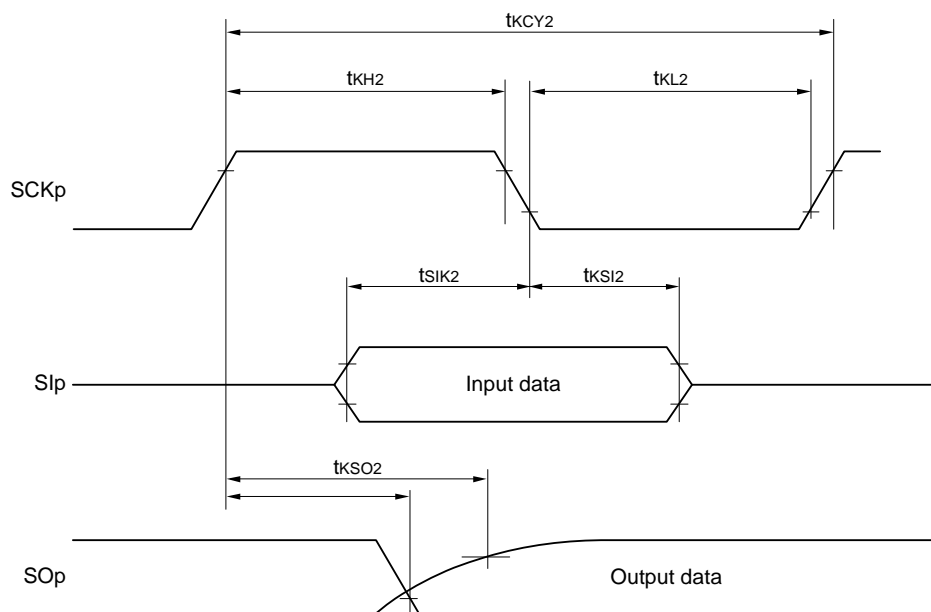 tKCY2
tKH2
tKL2
SCKp
tSIK2
tKSI2
SIp
Input data
tKSO2
SOp
Output data